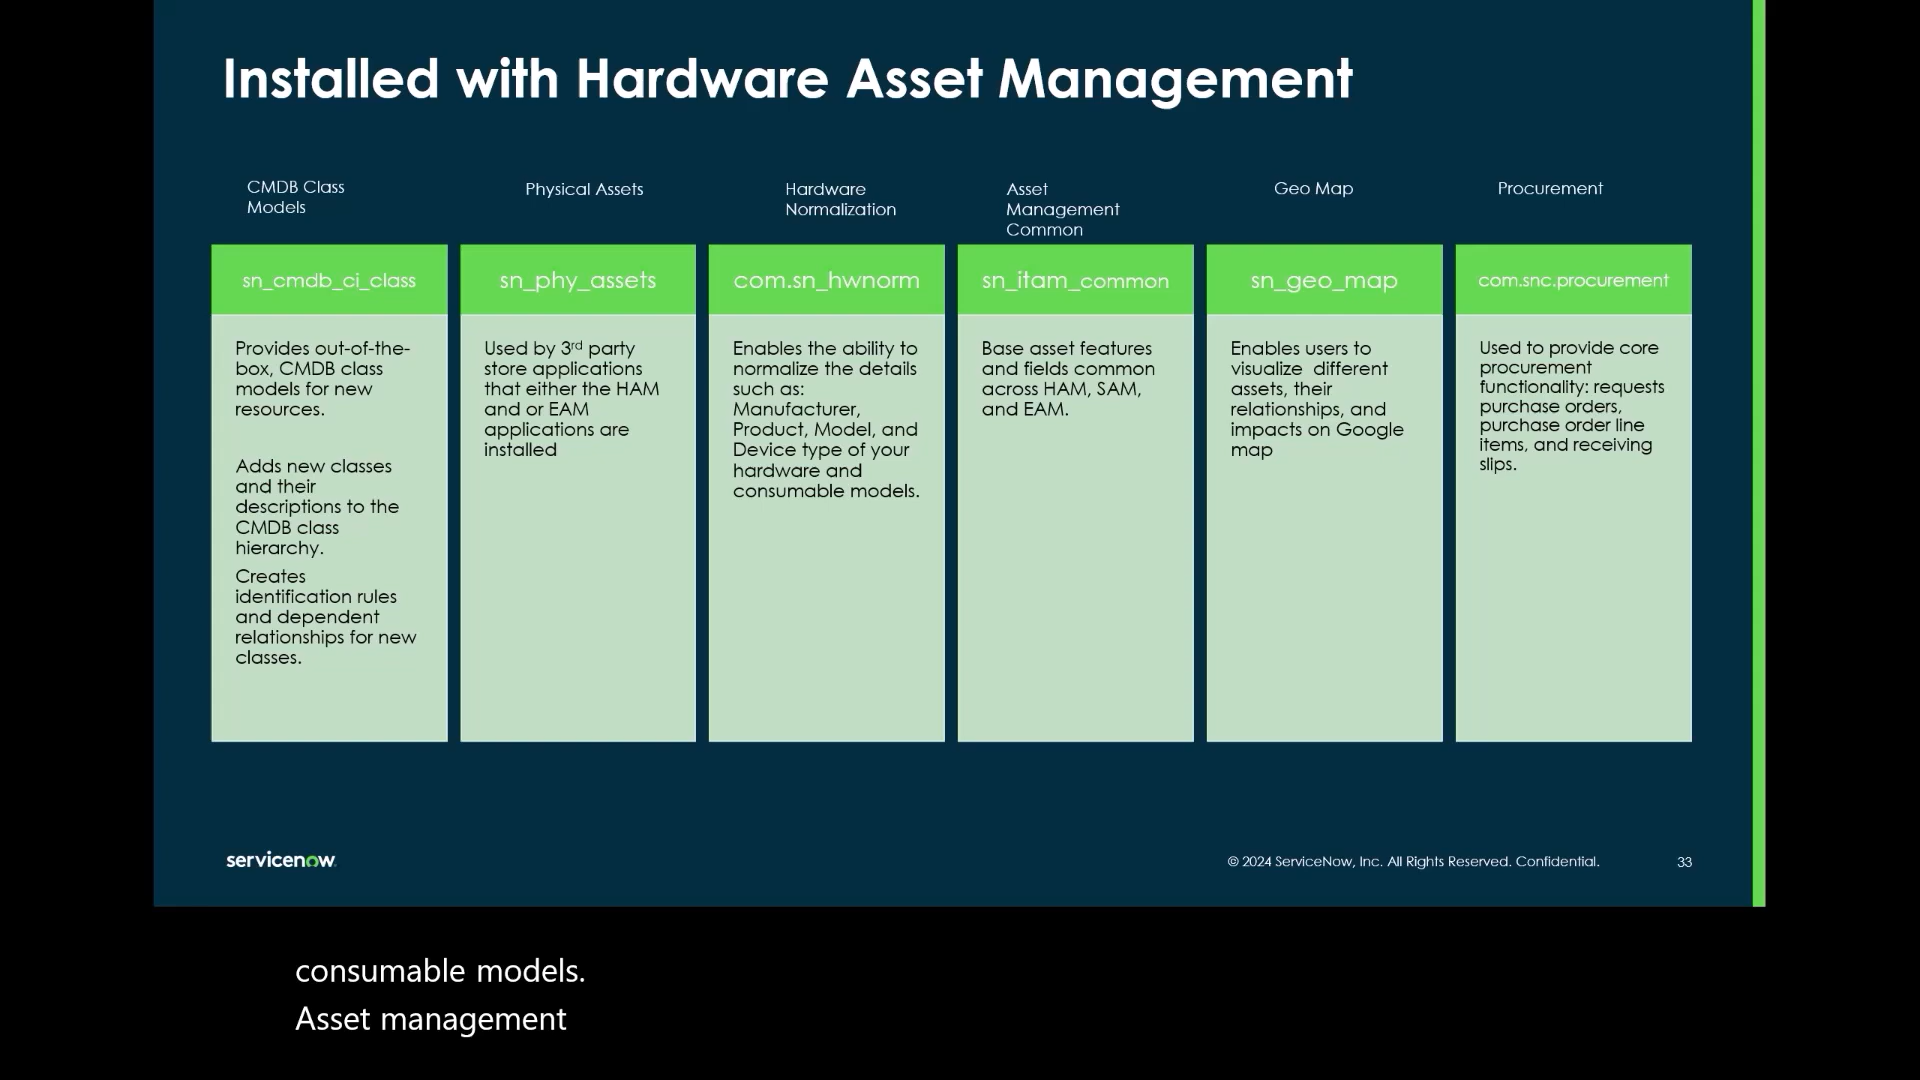 Installed with Hardware Asset Management
CMDB Class
Models
Physical Assets
Hardware
Normalization
Asset
Management
Common
Geo Map
Procurement
sn_cmdb_ci_class
sn_phy_assets
com.sn_hwnorm
sn_itam_common
sn_geo_map
com.snc.procurement
Provides out-of-the-
box, CMDB class
models for new
resources.
Adds new classes
and their
descriptions to the
CMDB class
hierarchy.
Creates
identification rules
and dependent
relationships for new
classes.
Used by 3rd party
store applications
that either the HAM
and or EAM
applications are
installed
Enables the ability to
normalize the details
such as:
Manufacturer,
Product, Model, and
Device type of your
hardware and
consumable models.
Base asset features
and fields common
across HAM, SAM,
and EAM.
Enables users to
visualize  different
assets, their
relationships, and
impacts on Google
map
Used to provide core
procurement
functionality: requests
purchase orders,
purchase order line
items, and receiving
slips.
servicenow
© 2024 ServiceNow, Inc. All Rights Reserved. Confidential.
33
consumable models.
Asset management